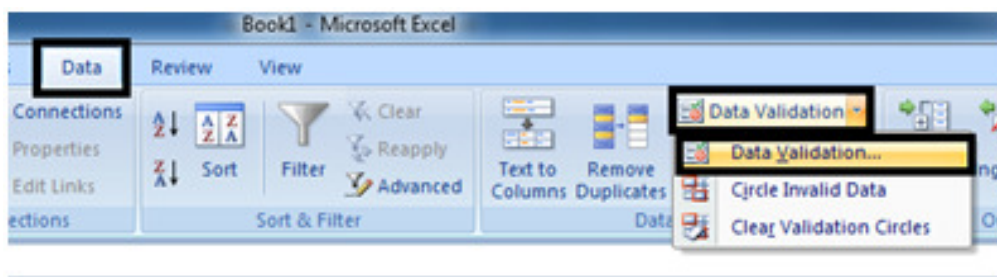 Book1 - Microsoft Excel
Data Review View
Connections
Properties
Edit Links
Sort
Filter
Clear
Reapply
Advanced
Sort & Filter
Text to Columns
Remove Duplicates
Data Validation
Data Validation...
Circle Invalid Data
Clear Validation Circles
Data